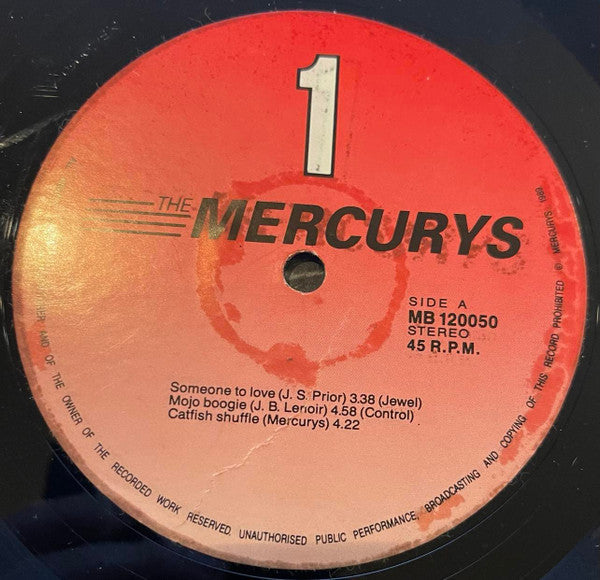 1
THE MERCURYS
SIDE A
MB 120050
STEREO
45 R.P.M.
Someone to love (J. S. Prior) 3.38 (Jewel)
Mojo boogie (J. B. Lenoir) 4.58 (Control)
Catfish shuffle (Mercurys) 4.22
AND OF THE OWNER OF THE RECORDED WORK RESERVED. UNAUTHORISED PUBLIC PERFORMANCE, BROADCASTING AND COPYING OF THIS RECORD PROHIBITED © MERCURYS